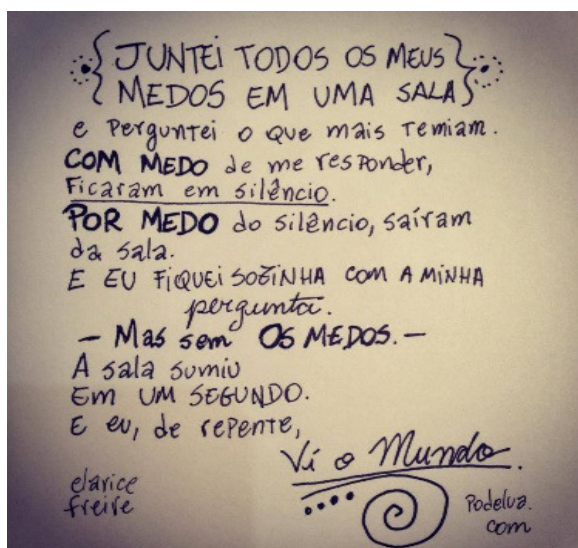 JUNTEI TODOS OS MEUS
MEDOS EM UMA SALA
e Perguntei o que mais temiam.
COM MEDO de me responder,
Ficaram em silêncio.
POR MEDO do silêncio, saíram
da sala.
E EU FIQUEI SOZINHA COM A MINHA
pergunta.
— Mas sem OS MEDOS. —
A sala sumiu
Em UM SEGUNDO.
E eu, de repente,
Vi o Mundo.
clarice
freire
Podelua.
com